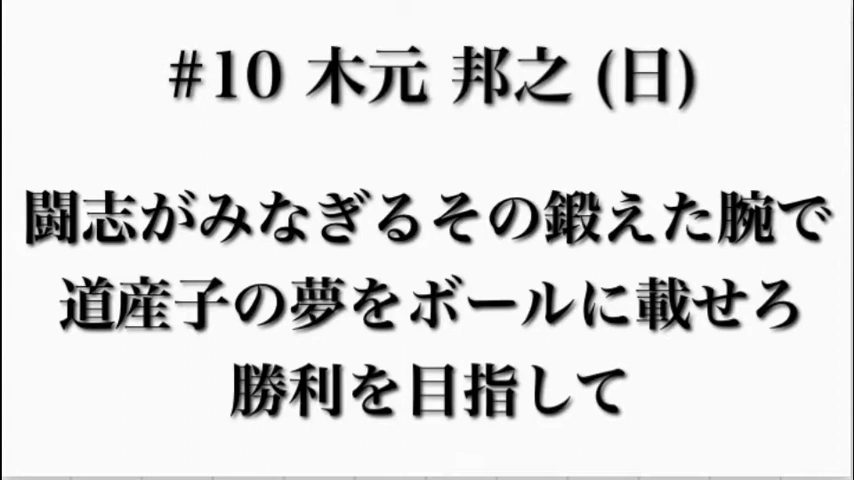 #10 木元 邦之 (日)
闘志がみなぎるその鍛えた腕で
道産子の夢をボールに載せろ
勝利を目指して